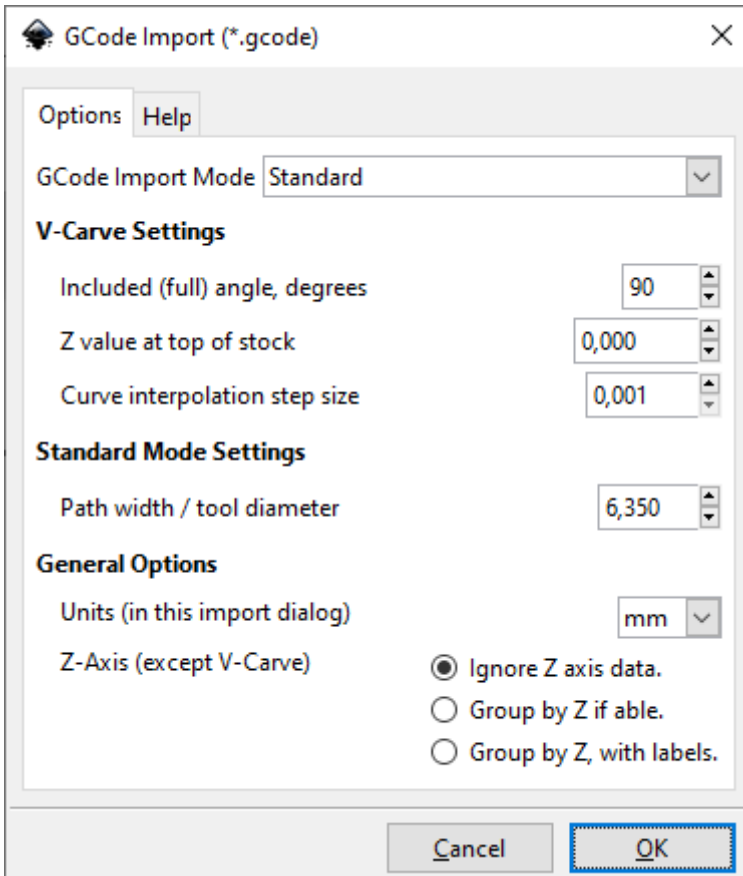 GCode Import (*.gcode)
Options Help
GCode Import Mode Standard
V-Carve Settings
Included (full) angle, degrees 90
Z value at top of stock 0,000
Curve interpolation step size 0,001
Standard Mode Settings
Path width / tool diameter 6,350
General Options
Units (in this import dialog) mm
Z-Axis (except V-Carve) Ignore Z axis data.
Group by Z if able.
Group by Z, with labels.
Cancel OK